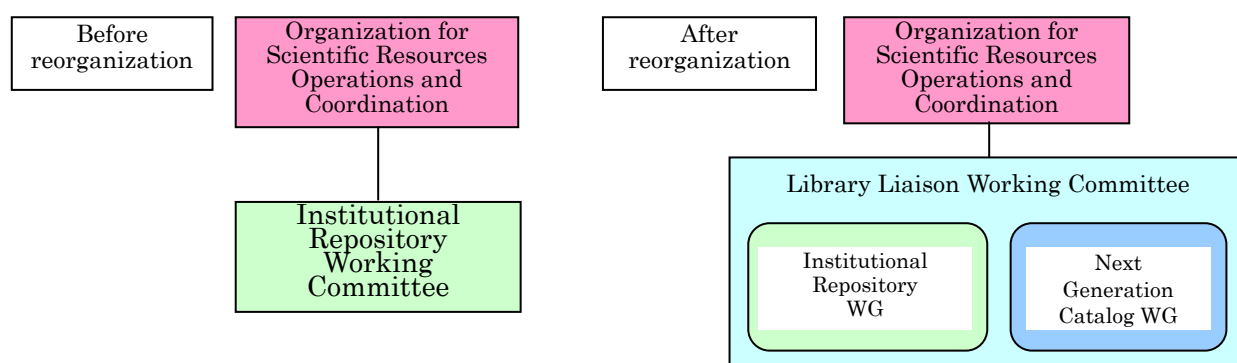 Before
reorganization
Organization for
Scientific Resources
Operations and
Coordination
Institutional
Repository
Working
Committee
After
reorganization
Organization for
Scientific Resources
Operations and
Coordination
Library Liaison Working Committee
Institutional
Repository
WG
Next
Generation
Catalog WG